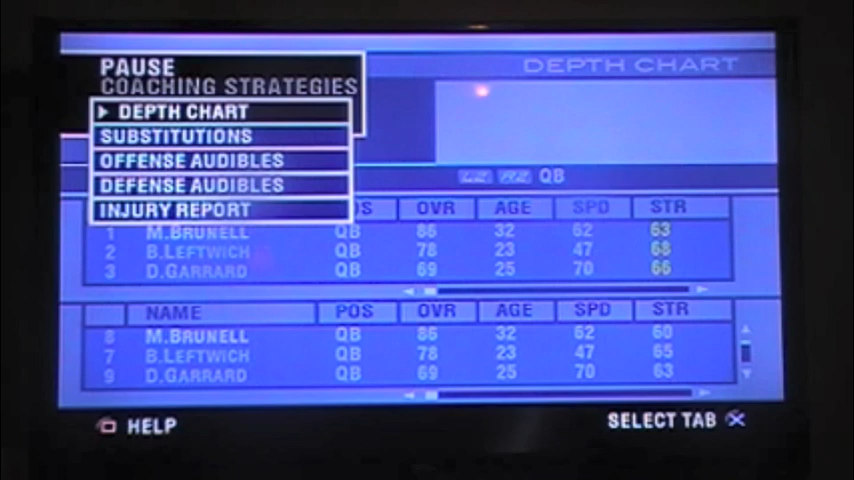 PAUSE
COACHING STRATEGIES
DEPTH CHART
DEPTH CHART
SUBSTITUTIONS
OFFENSE AUDIBLES
DEFENSE AUDIBLES
INJURY REPORT
L2 R2 QB
OS OVR AGE SPD STR
1 M.BRUNELL QB 86 32 62 63
2 B.LEFTWICH QB 78 23 47 68
3 D.GARRARD QB 69 25 70 66
NAME POS OVR AGE SPD STR
M.BRUNELL QB 86 32 62 60
7 B.LEFTWICH QB 78 23 47 65
9 D.GARRARD QB 69 25 70 63
HELP
SELECT TAB